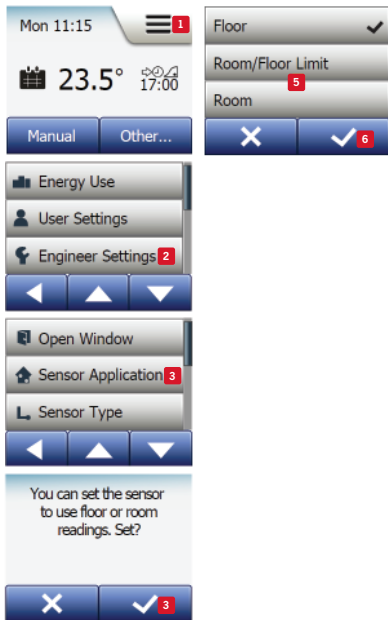 Mon 11:15
1
23.5°
17:00
Manual Other...
Energy Use
User Settings
Engineer Settings 2
Open Window
Sensor Application 3
Sensor Type
You can set the sensor
to use floor or room
readings. Set?
3
Floor
Room/Floor Limit
5
Room
6